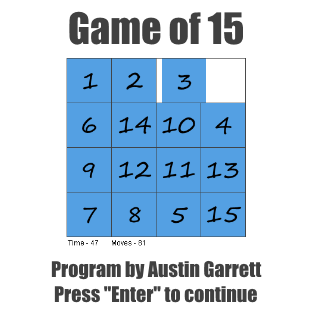 Game of 15
1 2 3
6 14 10 4
9 12 11 13
7 8 5 15
Time - 47 Moves - 81
Program by Austin Garrett
Press "Enter" to continue